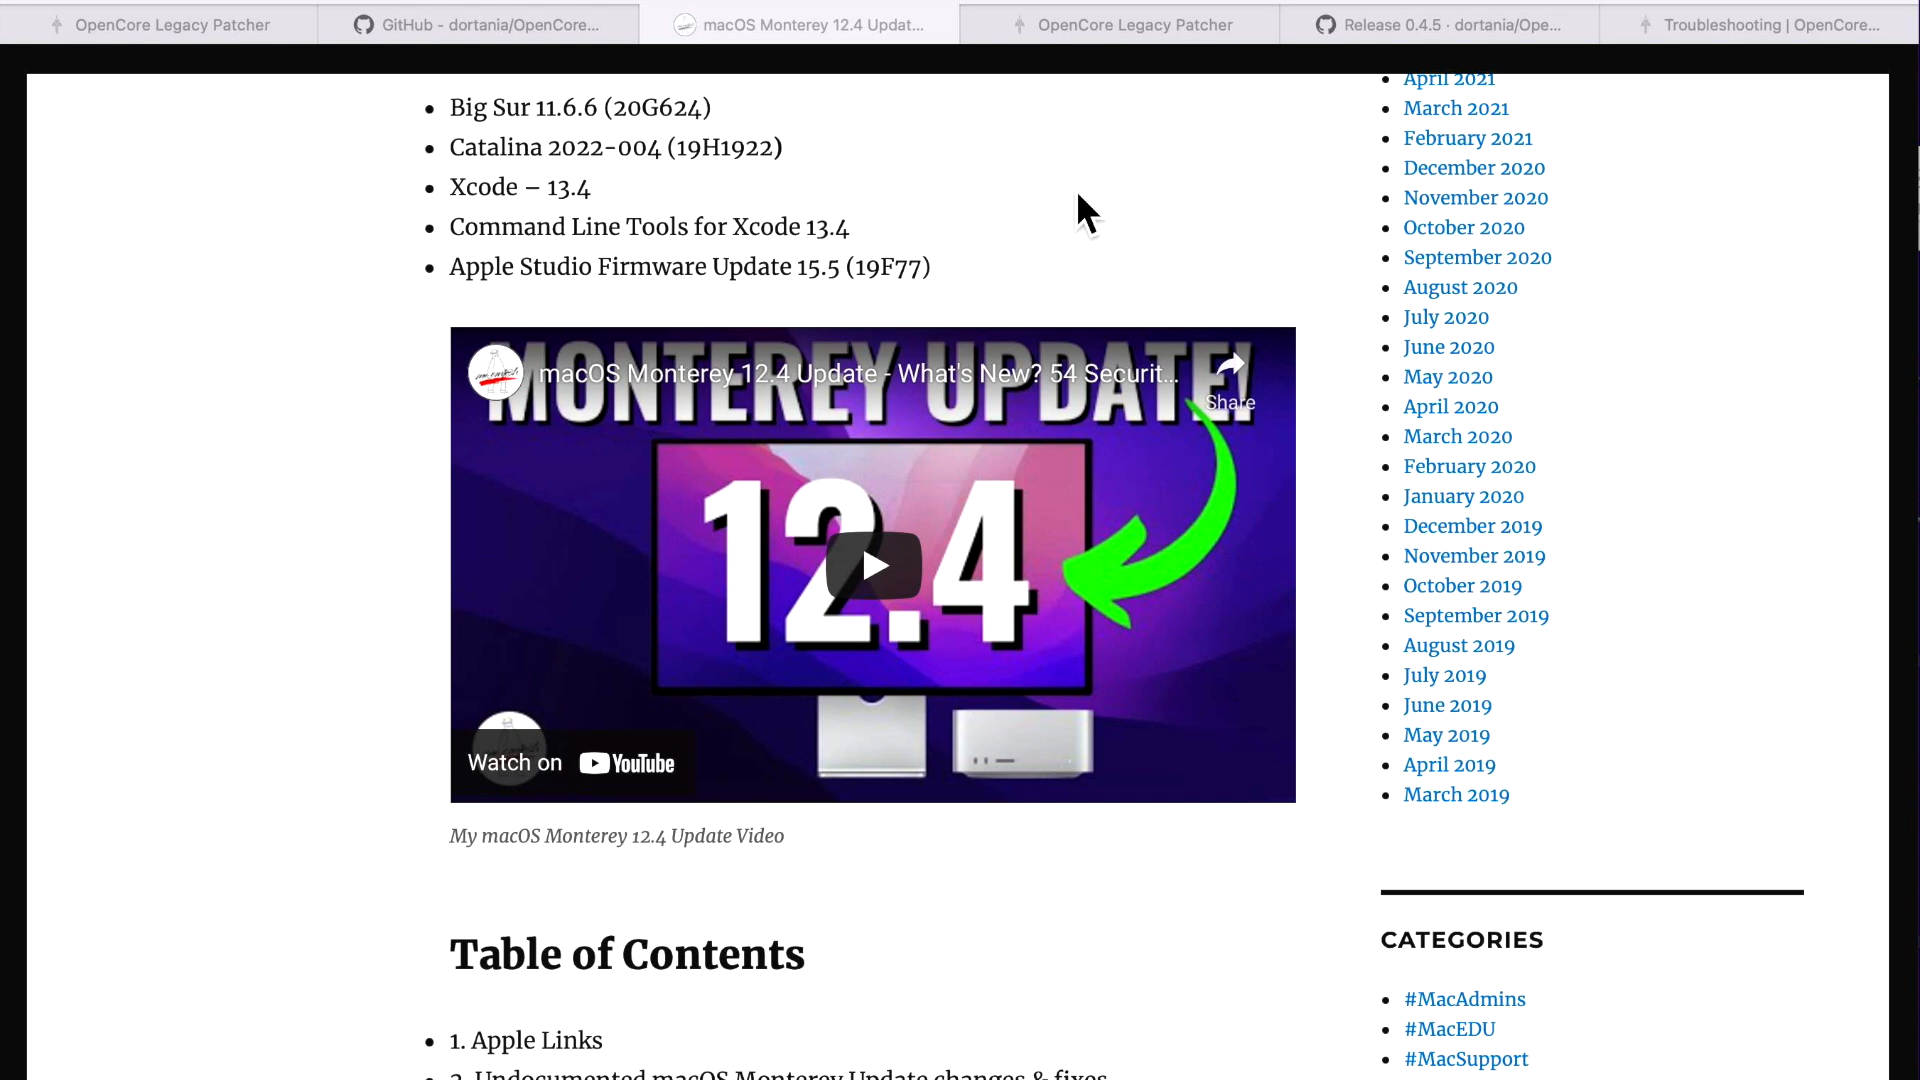 OpenCore Legacy Patcher
GitHub - dortania/OpenCore...
macOS Monterey 12.4 Updat...
OpenCore Legacy Patcher
Release 0.4.5 · dortania/Ope...
Troubleshooting | OpenCore...
• Big Sur 11.6.6 (20G624)
• Catalina 2022-004 (19H1922)
• Xcode – 13.4
• Command Line Tools for Xcode 13.4
• Apple Studio Firmware Update 15.5 (19F77)
MONTEREY UPDATE!
macOS Monterey 12.4 Update - What's New? 54 Securit...
Share
12.4
Watch on YouTube
My macOS Monterey 12.4 Update Video
Table of Contents
• 1. Apple Links
• 2. Undocumented macOS Monterey Update changes & fixes
• April 2021
• March 2021
• February 2021
• December 2020
• November 2020
• October 2020
• September 2020
• August 2020
• July 2020
• June 2020
• May 2020
• April 2020
• March 2020
• February 2020
• January 2020
• December 2019
• November 2019
• October 2019
• September 2019
• August 2019
• July 2019
• June 2019
• May 2019
• April 2019
• March 2019
CATEGORIES
• #MacAdmins
• #MacEDU
• #MacSupport